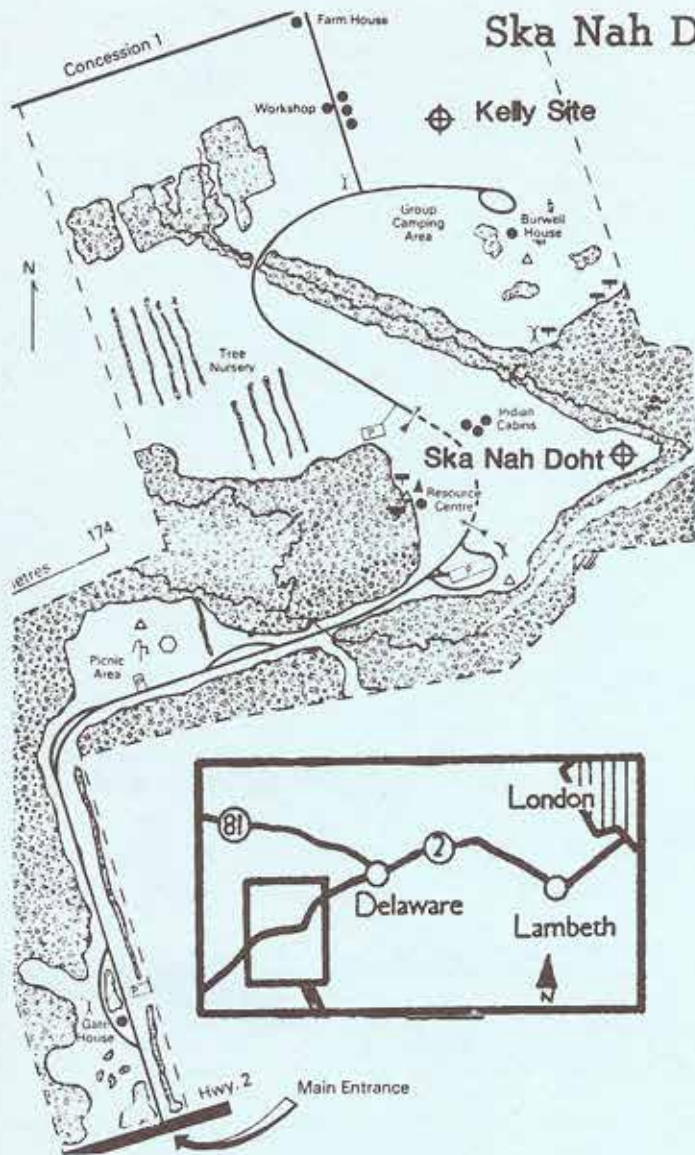 Ska Nah D
Farm House
Concession 1
Workshop
Kelly Site
Group
Camping
Area
Burwell
House
N
Tree
Nursery
P
Indian
Cabins
Ska Nah Doht
Resource
Centre
174
etres
P
Picnic
Area
London
81
2
Delaware
Lambeth
N
P
Gate
House
Hwy. 2
Main Entrance